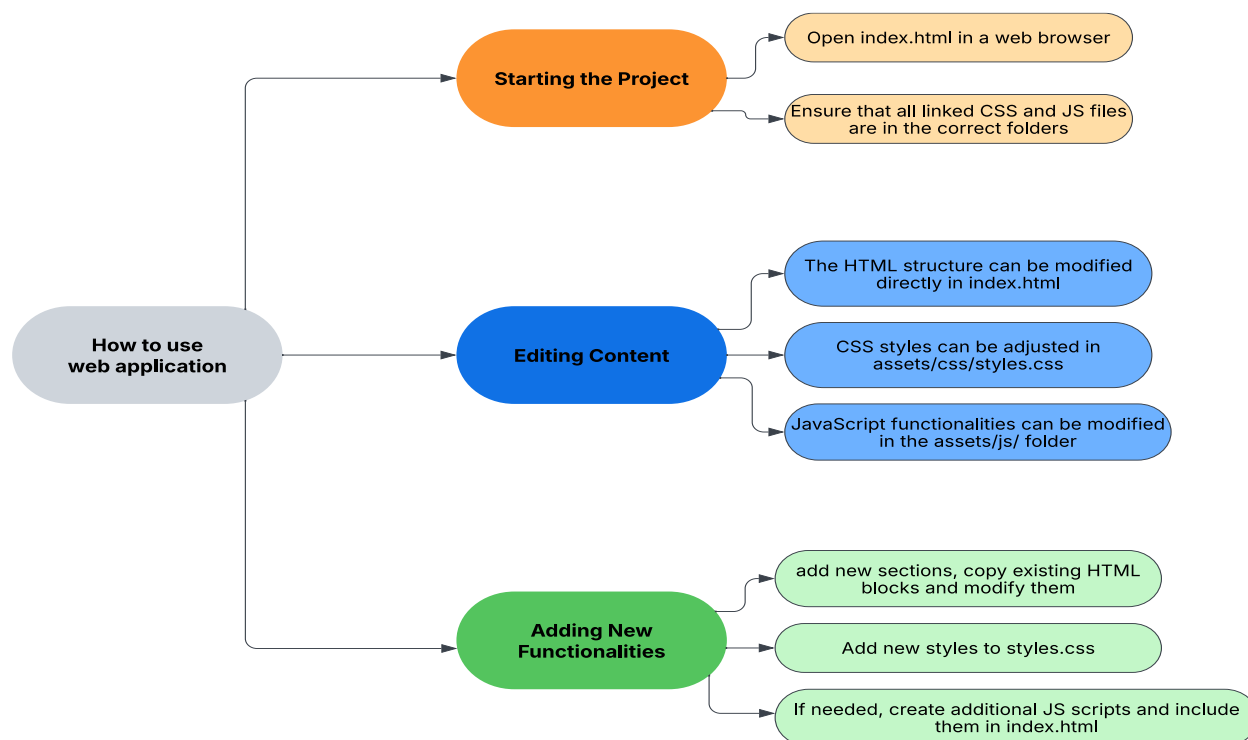 How to use
web application
Starting the Project
Open index.html in a web browser
Ensure that all linked CSS and JS files
are in the correct folders
Editing Content
The HTML structure can be modified
directly in index.html
CSS styles can be adjusted in
assets/css/styles.css
JavaScript functionalities can be modified
in the assets/js/ folder
Adding New
Functionalities
add new sections, copy existing HTML
blocks and modify them
Add new styles to styles.css
If needed, create additional JS scripts and include
them in index.html